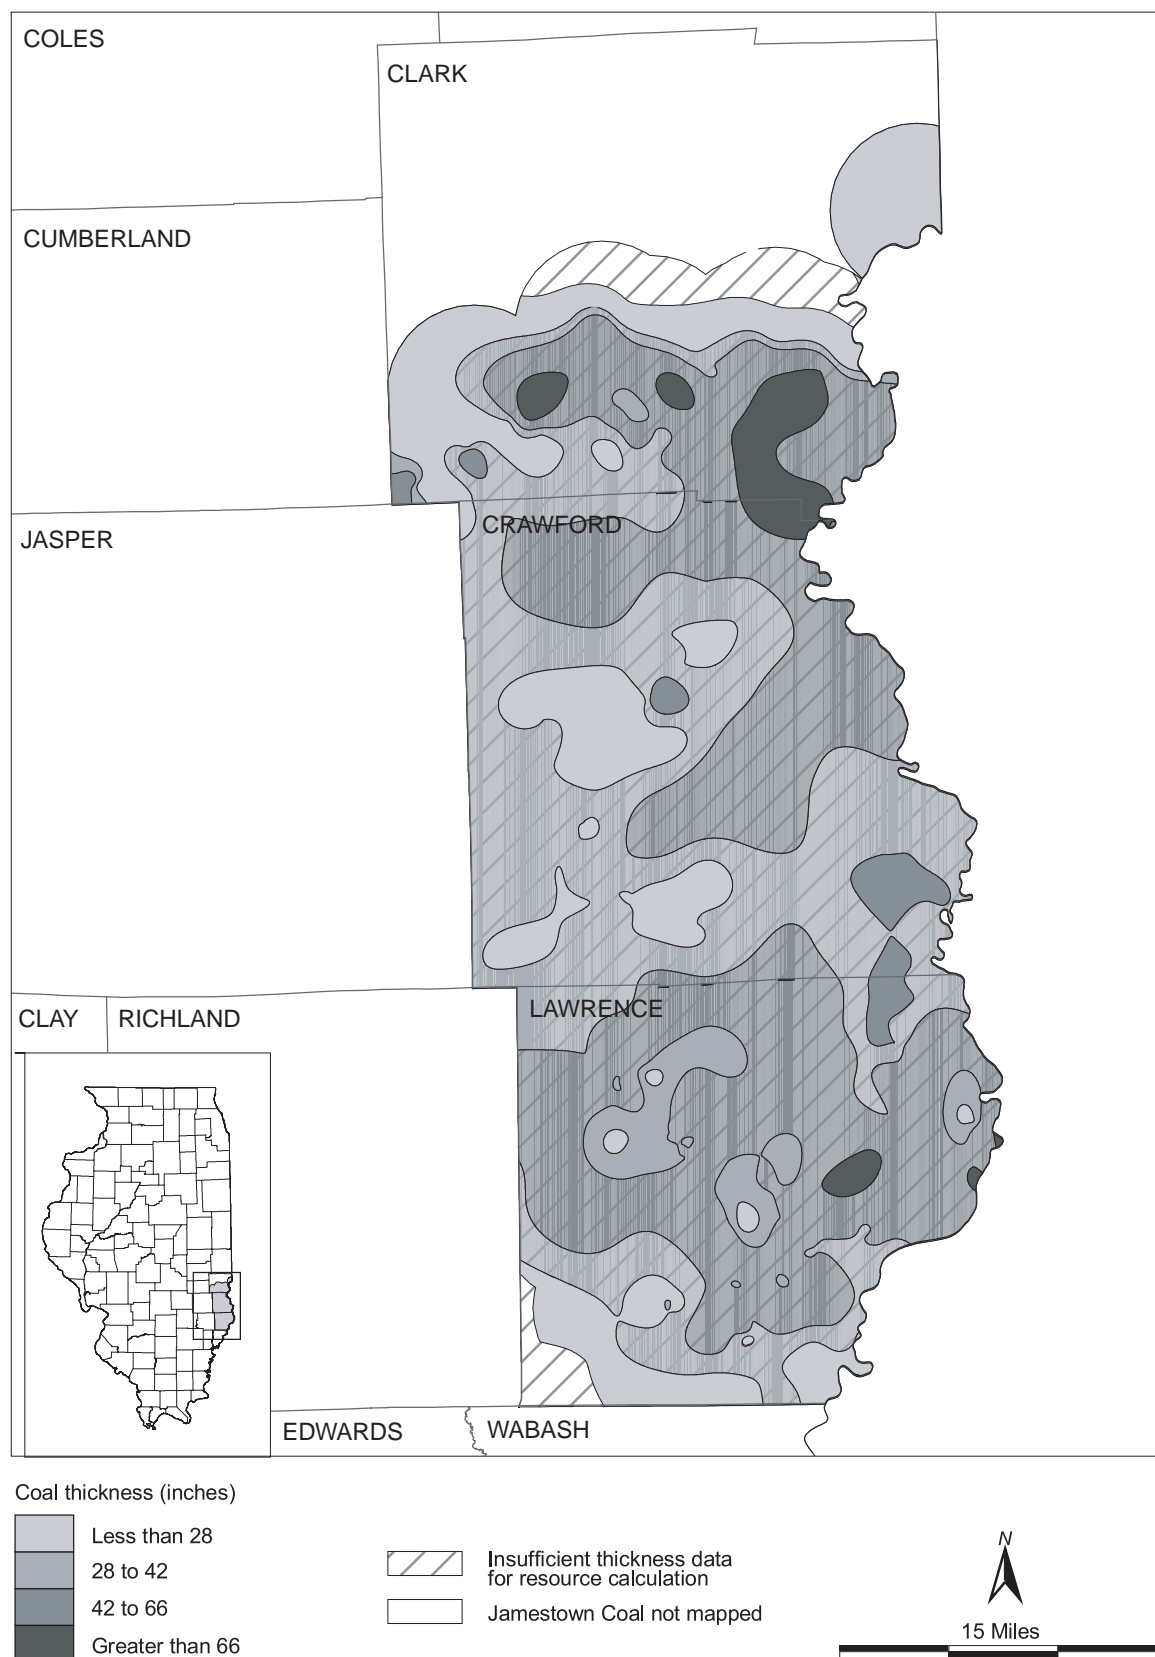 COLES
CLARK
CUMBERLAND
JASPER
CRAWFORD
CLAY
RICHLAND
LAWRENCE
EDWARDS
WABASH
Coal thickness (inches)
Less than 28
28 to 42
42 to 66
Greater than 66
Insufficient thickness data
for resource calculation
Jamestown Coal not mapped
N
15 Miles